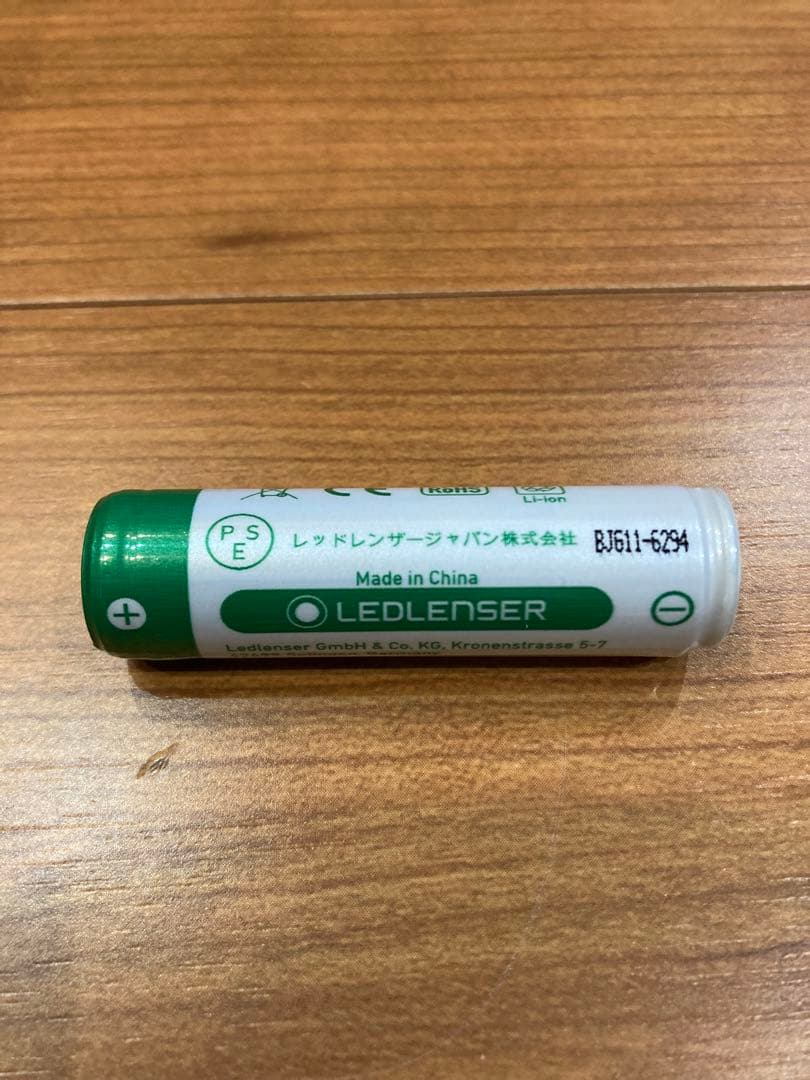 RoHS
Li-ion
PSE
レッドレンザージャパン株式会社
BJ611-6294
Made in China
LEDLENSER
Ledlenser GmbH & Co. KG, Kronenstrasse 5-7